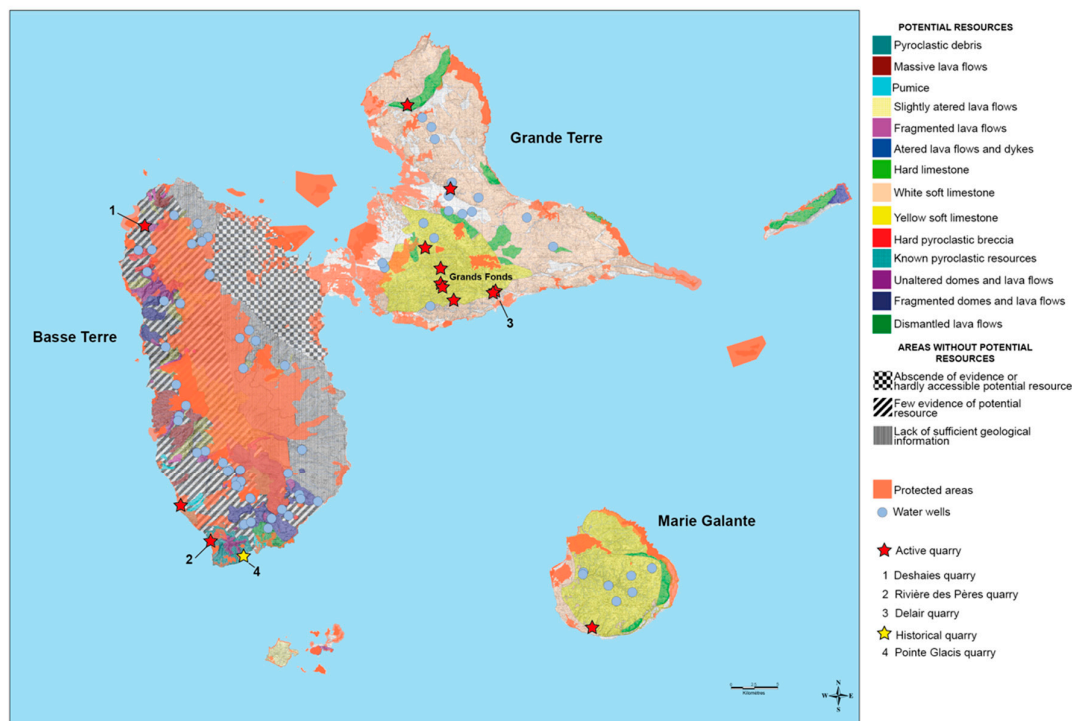 POTENTIAL RESOURCES
Pyroclastic debris
Massive lava flows
Pumice
Slightly atered lava flows
Fragmented lava flows
Atered lava flows and dykes
Hard limestone
White soft limestone
Yellow soft limestone
Hard pyroclastic breccia
Known pyroclastic resources
Unaltered domes and lava flows
Fragmented domes and lava flows
Dismantled lava flows
AREAS WITHOUT POTENTIAL
RESOURCES
Abscende of evidence or
hardly accessible potential resource
Few evidence of potential
resource
Lack of sufficient geological
information
Protected areas
Water wells
Active quarry
1 Deshaies quarry
2 Rivière des Pères quarry
3 Delair quarry
Historical quarry
4 Pointe Glacis quarry
Grande Terre
1
Grands Fonds
3
Basse Terre
Marie Galante
2
4
Kilomètres
N
W E
S